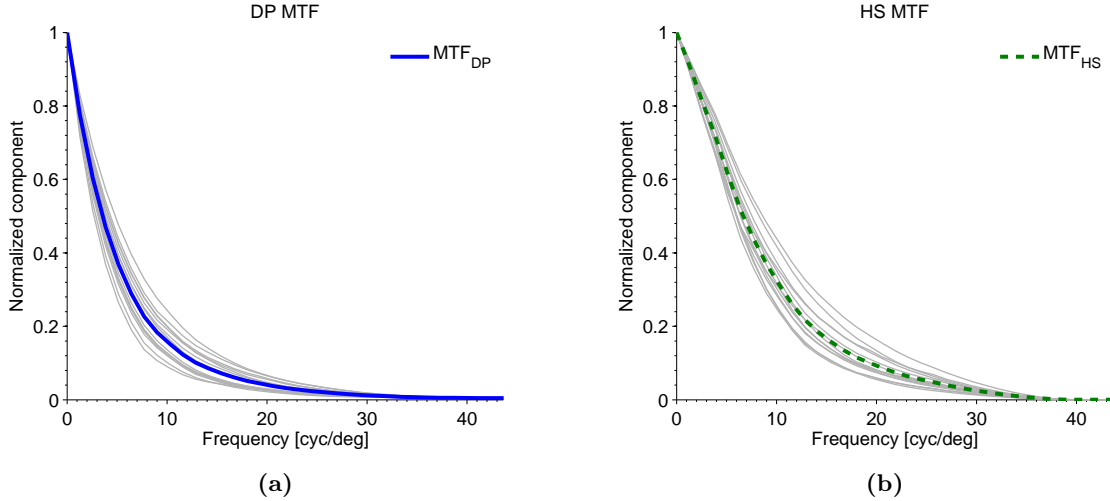 DP MTF
1
0.8
0.6
0.4
0.2
0
0
10
20
30
40
Normalized component
Frequency [cyc/deg]
MTF_DP
(a)
HS MTF
1
0.8
0.6
0.4
0.2
0
0
10
20
30
40
Normalized component
Frequency [cyc/deg]
MTF_HS
(b)